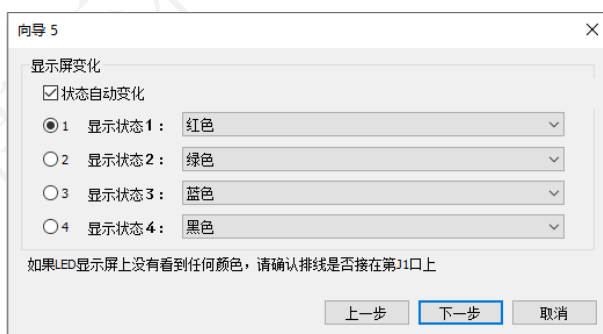 向导 5
显示屏变化
状态自动变化
1 显示状态1： 红色
2 显示状态2： 绿色
3 显示状态3： 蓝色
4 显示状态4： 黑色
如果LED显示屏上没有看到任何颜色，请确认排线是否接在第J1口上
上一步 下一步 取消